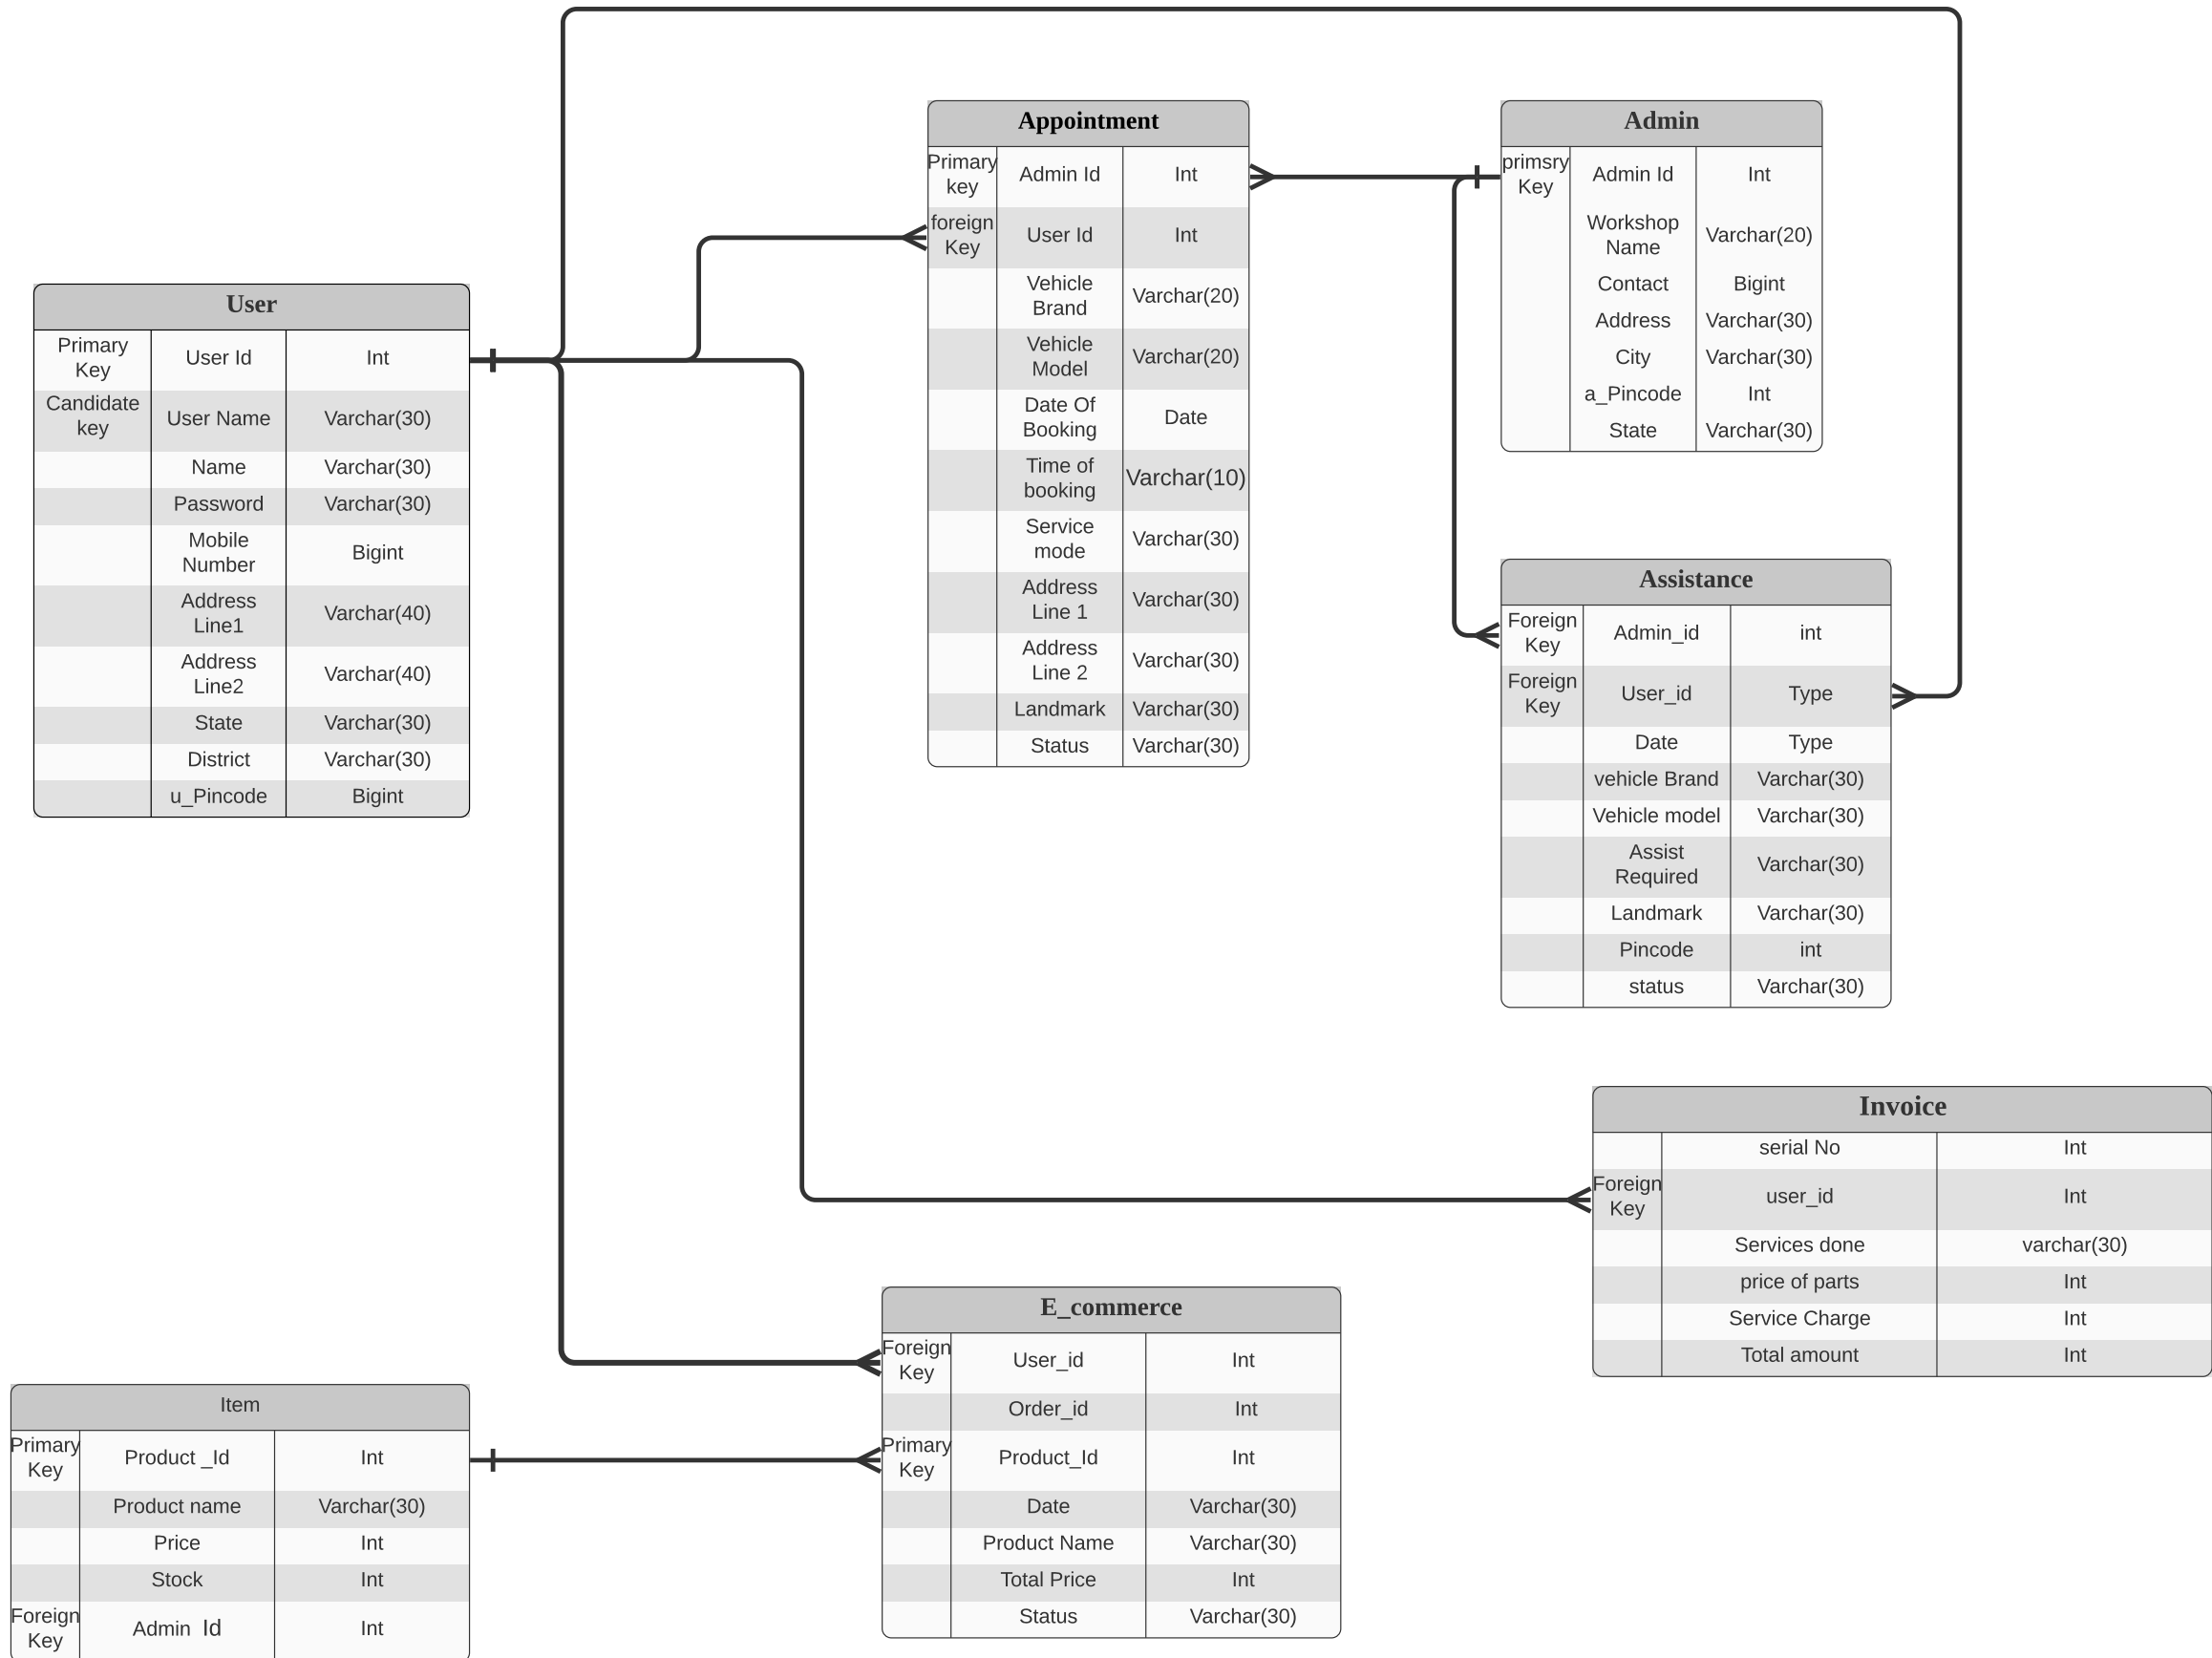 User
Primary
Key
User Id
Int
Candidate
key
User Name
Varchar(30)
Name
Varchar(30)
Password
Varchar(30)
Mobile
Number
Bigint
Address
Line1
Varchar(40)
Address
Line2
Varchar(40)
State
Varchar(30)
District
Varchar(30)
u_Pincode
Bigint
Appointment
Primary
key
Admin Id
Int
foreign
Key
User Id
Int
Vehicle
Brand
Varchar(20)
Vehicle
Model
Varchar(20)
Date Of
Booking
Date
Time of
booking
Varchar(10)
Service
mode
Varchar(30)
Address
Line 1
Varchar(30)
Address
Line 2
Varchar(30)
Landmark
Varchar(30)
Status
Varchar(30)
Admin
primsry
Key
Admin Id
Int
Workshop
Name
Varchar(20)
Contact
Bigint
Address
Varchar(30)
City
Varchar(30)
a_Pincode
Int
State
Varchar(30)
Assistance
Foreign
Key
Admin_id
int
Foreign
Key
User_id
Type
Date
Type
vehicle Brand
Varchar(30)
Vehicle model
Varchar(30)
Assist
Required
Varchar(30)
Landmark
Varchar(30)
Pincode
int
status
Varchar(30)
Invoice
serial No
Int
Foreign
Key
user_id
Int
Services done
varchar(30)
price of parts
Int
Service Charge
Int
Total amount
Int
E_commerce
Foreign
Key
User_id
Int
Order_id
Int
Primary
Key
Product_Id
Int
Date
Varchar(30)
Product Name
Varchar(30)
Total Price
Int
Status
Varchar(30)
Item
Primary
Key
Product _Id
Int
Product name
Varchar(30)
Price
Int
Stock
Int
Foreign
Key
Admin Id
Int